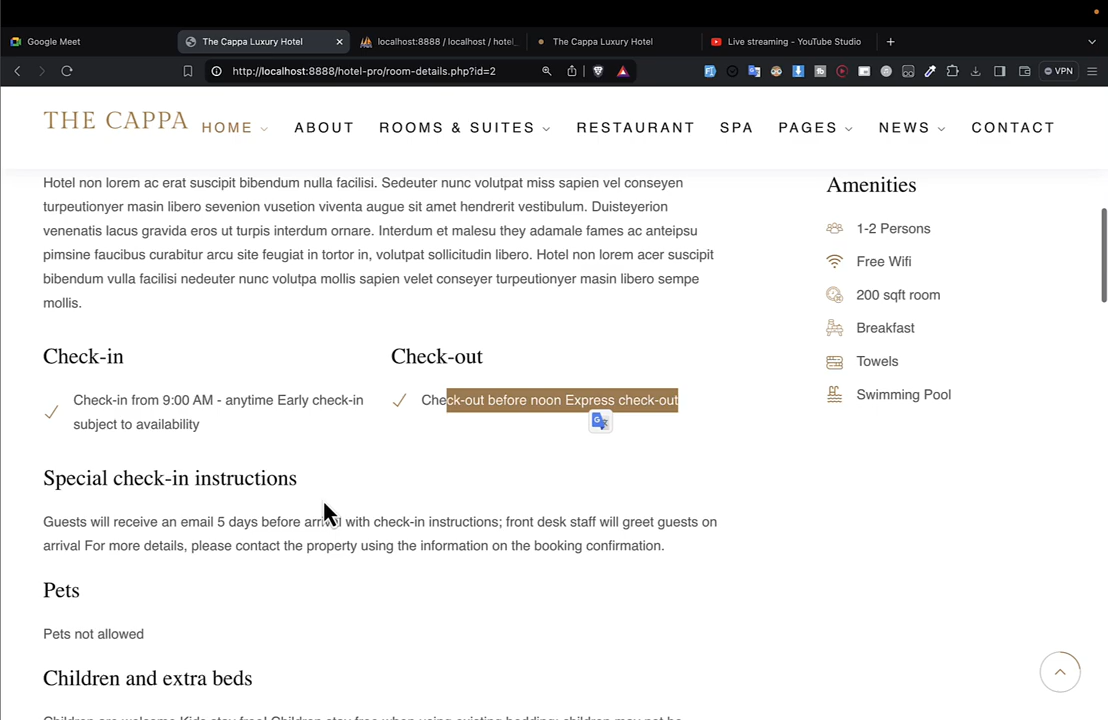 Google Meet
The Cappa Luxury Hotel
localhost:8888 / localhost / hotel_
The Cappa Luxury Hotel
Live streaming - YouTube Studio
http://localhost:8888/hotel-pro/room-details.php?id=2
VPN
THE CAPPA
HOME
ABOUT
ROOMS & SUITES
RESTAURANT
SPA
PAGES
NEWS
CONTACT
Hotel non lorem ac erat suscipit bibendum nulla facilisi. Sedeuter nunc volutpat miss sapien vel conseyen
turpeutionyer masin libero sevenion vusetion viventa augue sit amet hendrerit vestibulum. Duisteyerion
venenatis lacus gravida eros ut turpis interdum ornare. Interdum et malesu they adamale fames ac anteipsu
pimsine faucibus curabitur arcu site feugiat in tortor in, volutpat sollicitudin libero. Hotel non lorem acer suscipit
bibendum vulla facilisi nedeuter nunc volupta mollis sapien velet conseyer turpeutionyer masin libero sempe
mollis.
Amenities
1-2 Persons
Free Wifi
200 sqft room
Breakfast
Towels
Swimming Pool
Check-in
Check-in from 9:00 AM - anytime Early check-in
subject to availability
Check-out
Check-out before noon Express check-out
Special check-in instructions
Guests will receive an email 5 days before arrival with check-in instructions; front desk staff will greet guests on
arrival For more details, please contact the property using the information on the booking confirmation.
Pets
Pets not allowed
Children and extra beds